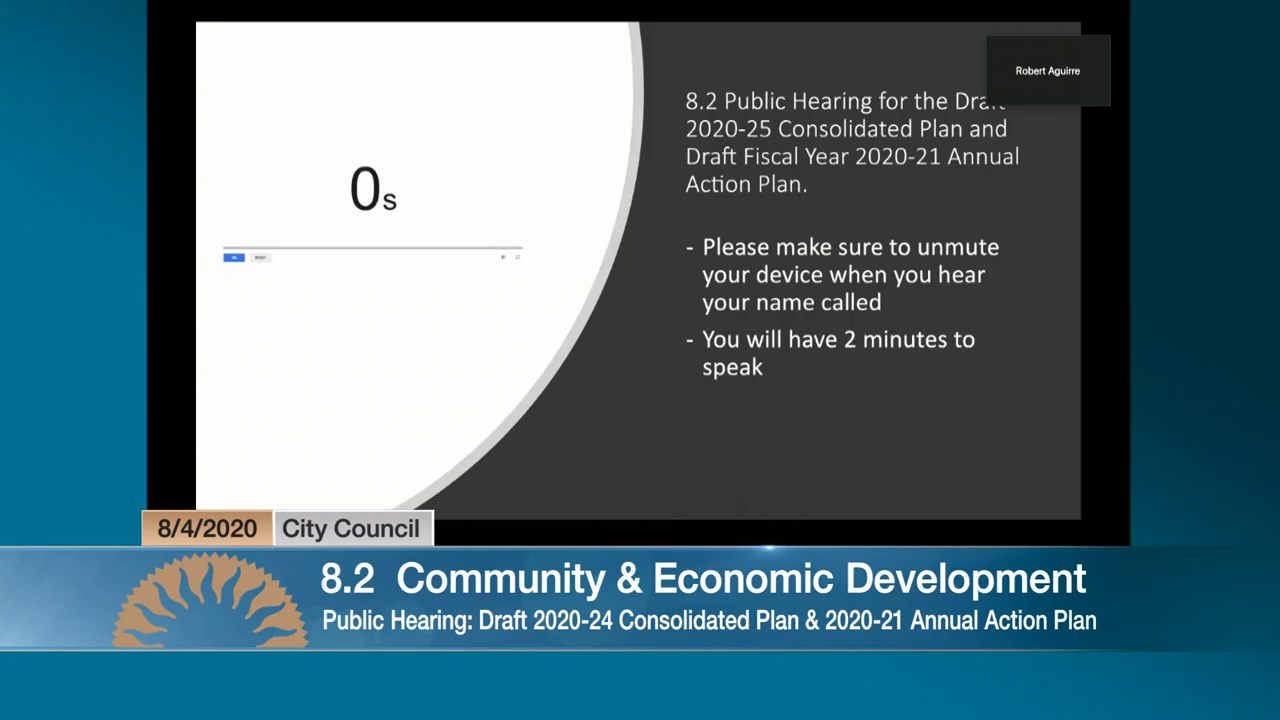 Robert Aguirre
8.2 Public Hearing for the Draft
2020-25 Consolidated Plan and
Draft Fiscal Year 2020-21 Annual
Action Plan.
0s
- Please make sure to unmute
your device when you hear
your name called
- You will have 2 minutes to
speak
8/4/2020 City Council
8.2 Community & Economic Development
Public Hearing: Draft 2020-24 Consolidated Plan & 2020-21 Annual Action Plan